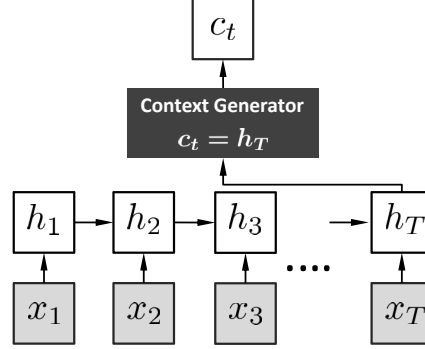 c_t
Context Generator
c_t = h_T
h_1 h_2 h_3 h_T
....
x_1 x_2 x_3 x_T